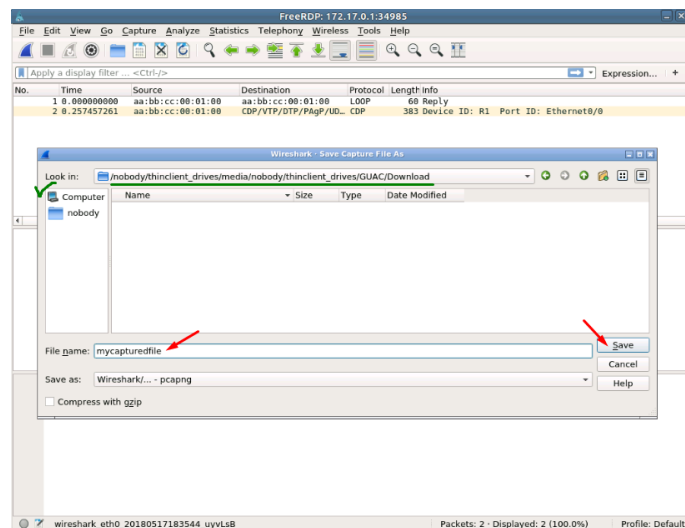 FreeRDP: 172.17.0.1:34985
File Edit View Go Capture Analyze Statistics Telephony Wireless Tools Help
Apply a display filter ... <Ctrl-/> Expression... +
No. Time Source Destination Protocol Length Info
1 0.000000000 aa:bb:cc:00:01:00 aa:bb:cc:00:01:00 LOOP 60 Reply
2 0.257457261 aa:bb:cc:00:01:00 CDP/VTP/DTP/PAgP/UD… CDP 383 Device ID: R1 Port ID: Ethernet0/0
Wireshark · Save Capture File As
Look in: /nobody/thinclient_drives/media/nobody/thinclient_drives/GUAC/Download
Computer
nobody
Name Size Type Date Modified
File name: mycapturedfile
Save
Cancel
Save as: Wireshark/... - pcapng
Help
Compress with gzip
wireshark_eth0_20180517183544_uyvLsB Packets: 2 · Displayed: 2 (100.0%) Profile: Default